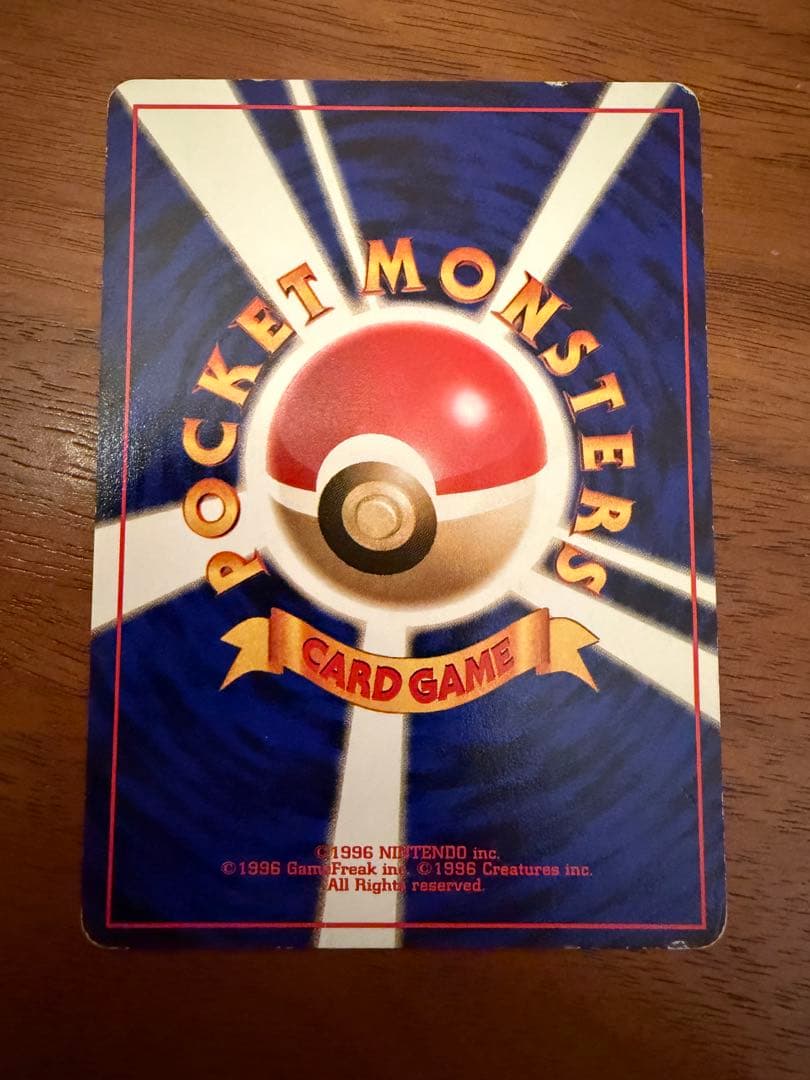 POCKET MONSTERS
CARD GAME
©1996 NINTENDO inc.
©1996 GameFreak inc. ©1996 Creatures inc.
All Rights reserved.